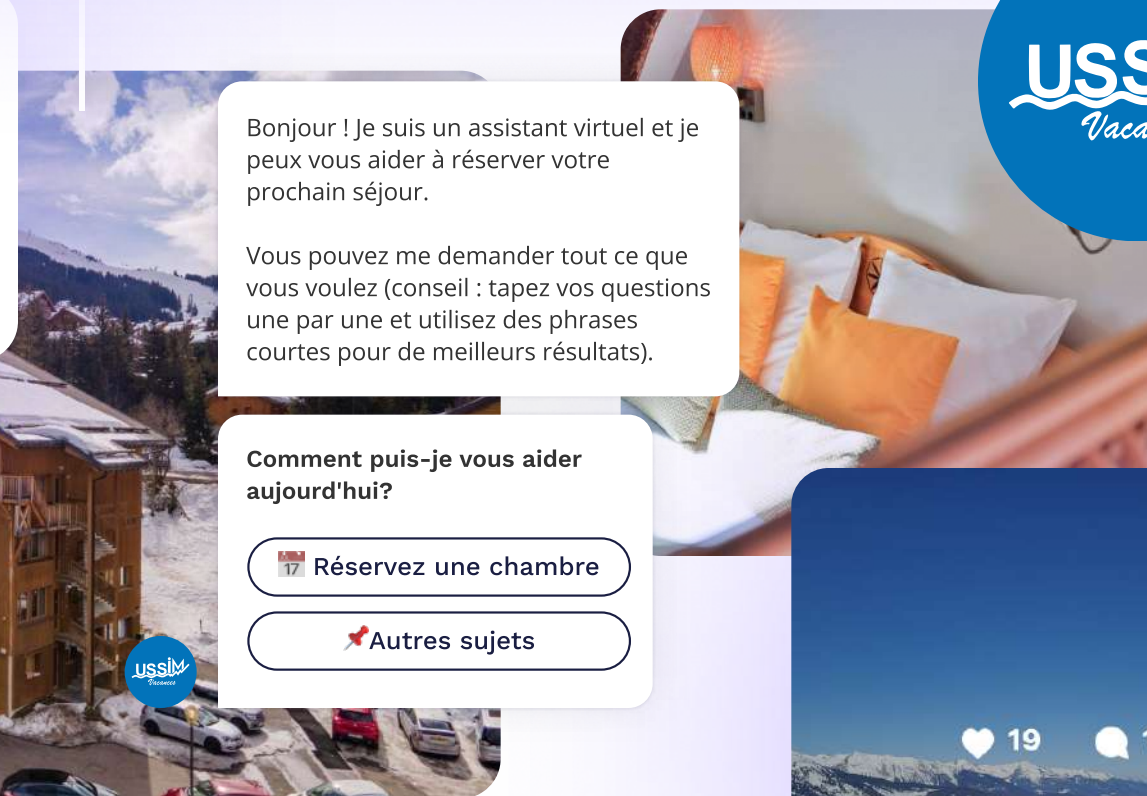 Bonjour ! Je suis un assistant virtuel et je
peux vous aider à réserver votre
prochain séjour.
Vous pouvez me demander tout ce que
vous voulez (conseil : tapez vos questions
une par une et utilisez des phrases
courtes pour de meilleurs résultats).
Comment puis-je vous aider
aujourd'hui?
17 Réservez une chambre
Autres sujets
USSIM
Vacances
19